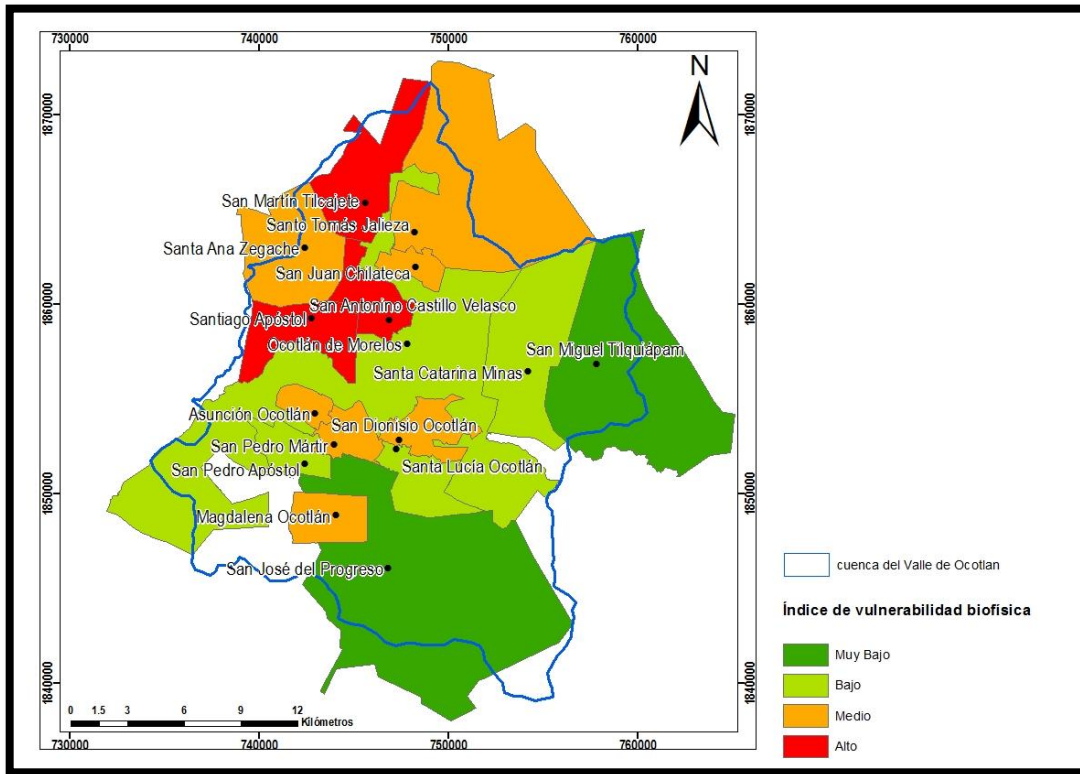 730000 740000 750000 760000
N
1870000 1870000
San Martín Tilcajete
Santo Tomás Jalieza
Santa Ana Zegache
San Juan Chilateca
1860000 1860000
San Antonino Castillo Velasco
Santiago Apóstol
Ocotlán de Morelos
San Miguel Tilquiápam
Santa Catarina Minas
Asunción Ocotlán
San Dionisio Ocotlán
San Pedro Mártir
San Pedro Apóstol
Santa Lucía Ocotlán
1850000 1850000
Magdalena Ocotlán
San José del Progreso
1840000 1840000
0 1.5 3 6 9 12
Kilómetros
730000 740000 750000 760000
cuenca del Valle de Ocotlan
Índice de vulnerabilidad biofisica
Muy Bajo
Bajo
Medio
Alto